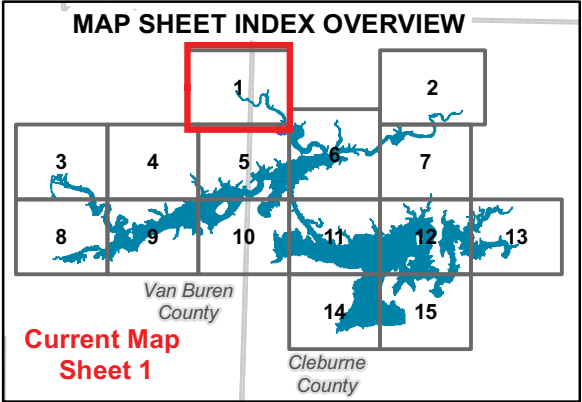 MAP SHEET INDEX OVERVIEW
1
2
3
4
5
6
7
8
9
10
11
12
13
14
15
Van Buren
County
Current Map
Sheet 1
Cleburne
County